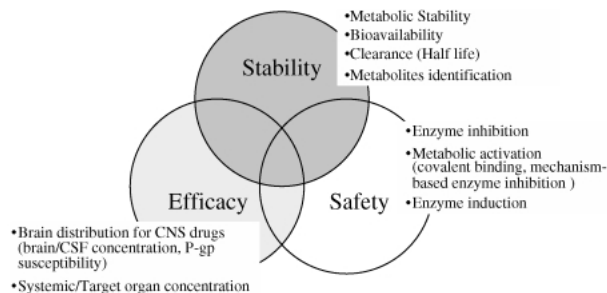 Stability
•Metabolic Stability
•Bioavailability
•Clearance (Half life)
•Metabolites identification
Efficacy
Safety
•Enzyme inhibition
•Metabolic activation
(covalent binding, mechanism-
based enzyme inhibition )
•Enzyme induction
•Brain distribution for CNS drugs
(brain/CSF concentration, P-gp
susceptibility)
•Systemic/Target organ concentration